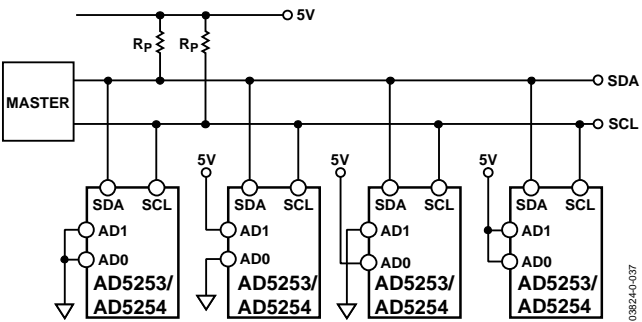 5V
RP RP
SDA
MASTER
SCL
5V 5V 5V
SDA SCL SDA SCL SDA SCL SDA SCL
AD1 AD1 AD1 AD1
AD0 AD0 AD0 AD0
AD5253/ AD5253/ AD5253/ AD5253/
AD5254 AD5254 AD5254 AD5254
03824-0-037